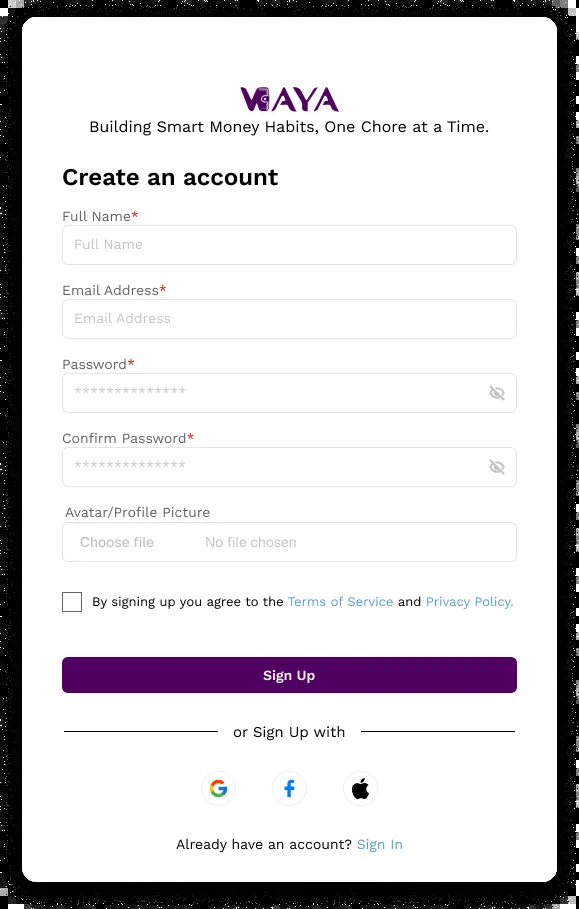 WAYA
Building Smart Money Habits, One Chore at a Time.
Create an account
Full Name*
Full Name
Email Address*
Email Address
Password*
**************
Confirm Password*
**************
Avatar/Profile Picture
Choose file No file chosen
By signing up you agree to the Terms of Service and Privacy Policy.
Sign Up
or Sign Up with
Already have an account? Sign In